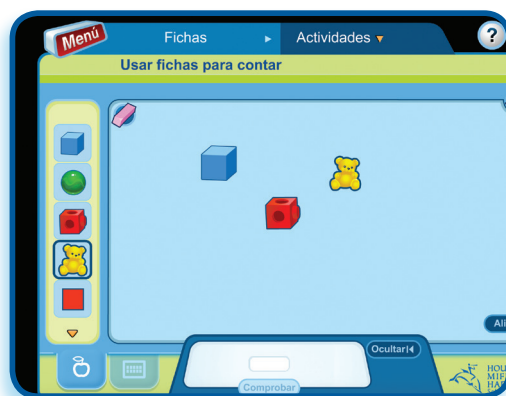 Menú
Fichas
Actividades
?
Usar fichas para contar
Ocultar
Comprobar